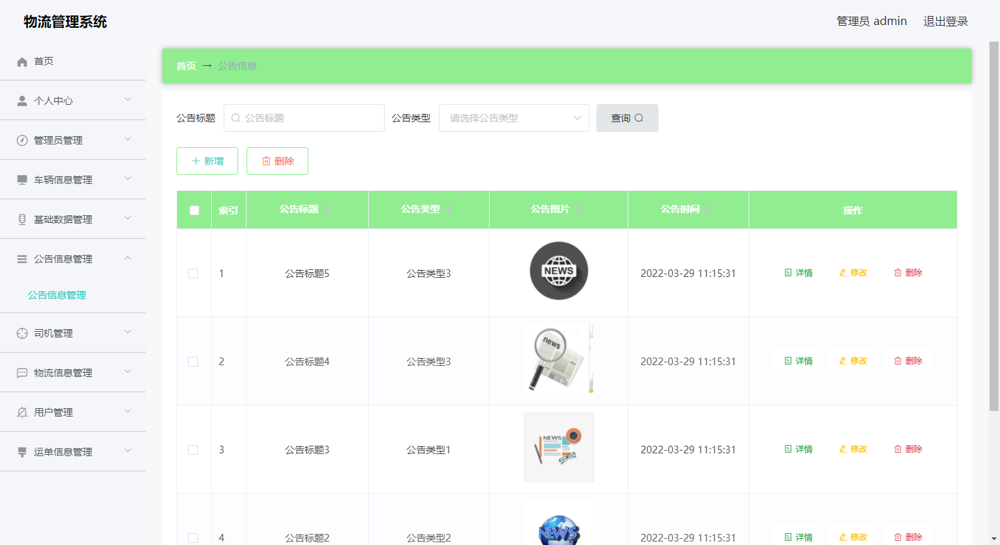 物流管理系统
管理员 admin 退出登录
首页
个人中心
管理员管理
车辆信息管理
基础数据管理
公告信息管理
公告信息管理
司机管理
物流信息管理
用户管理
运单信息管理
首页 → 公告信息
公告标题 公告标题 公告类型 请选择公告类型 查询
新增 删除
索引 公告标题 公告类型 公告图片 公告时间 操作
1 公告标题5 公告类型3 NEWS 2022-03-29 11:15:31 详情 修改 删除
2 公告标题4 公告类型3 news 2022-03-29 11:15:31 详情 修改 删除
3 公告标题3 公告类型1 NEWS 2022-03-29 11:15:31 详情 修改 删除
4 公告标题2 公告类型2 NEWS 2022-03-29 11:15:31 详情 修改 删除